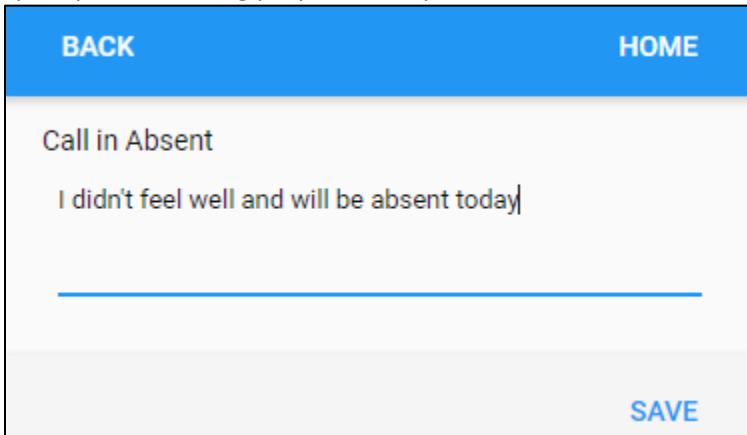 BACK HOME
Call in Absent
I didn't feel well and will be absent today
SAVE